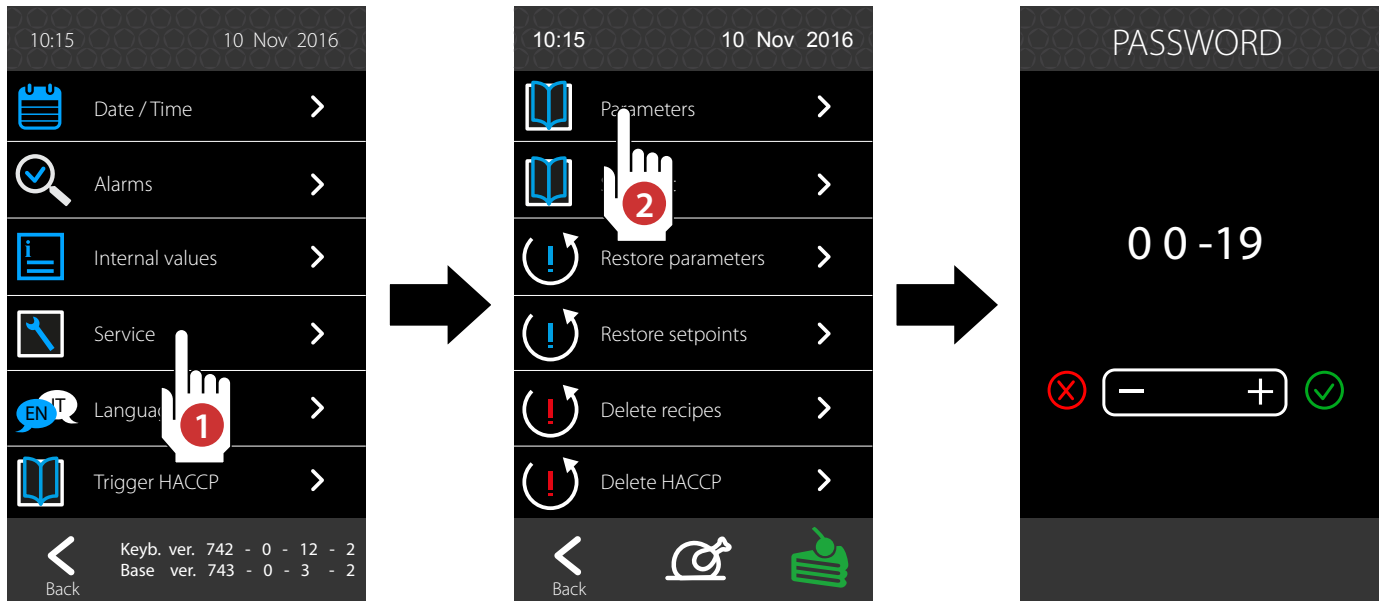 10:15 10 Nov 2016
Date / Time
Alarms
i
Internal values
Service
EN IT
1
Trigger HACCP
Back
Keyb. ver. 742 - 0 - 12 - 2
Base ver. 743 - 0 - 3 - 2
10:15 10 Nov 2016
Parameters
2
Restore parameters
Restore setpoints
Delete recipes
Delete HACCP
Back
PASSWORD
0 0 -19